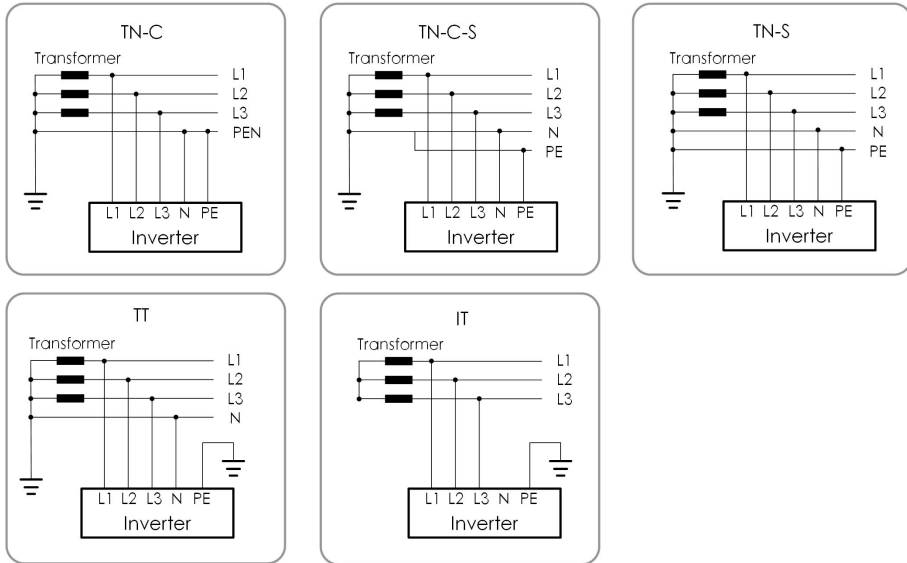 TN-C
Transformer
L1
L2
L3
PEN
L1 L2 L3 N PE
Inverter
TN-C-S
Transformer
L1
L2
L3
N
PE
L1 L2 L3 N PE
Inverter
TN-S
Transformer
L1
L2
L3
N
PE
L1 L2 L3 N PE
Inverter
TT
Transformer
L1
L2
L3
N
L1 L2 L3 N PE
Inverter
IT
Transformer
L1
L2
L3
L1 L2 L3 N PE
Inverter